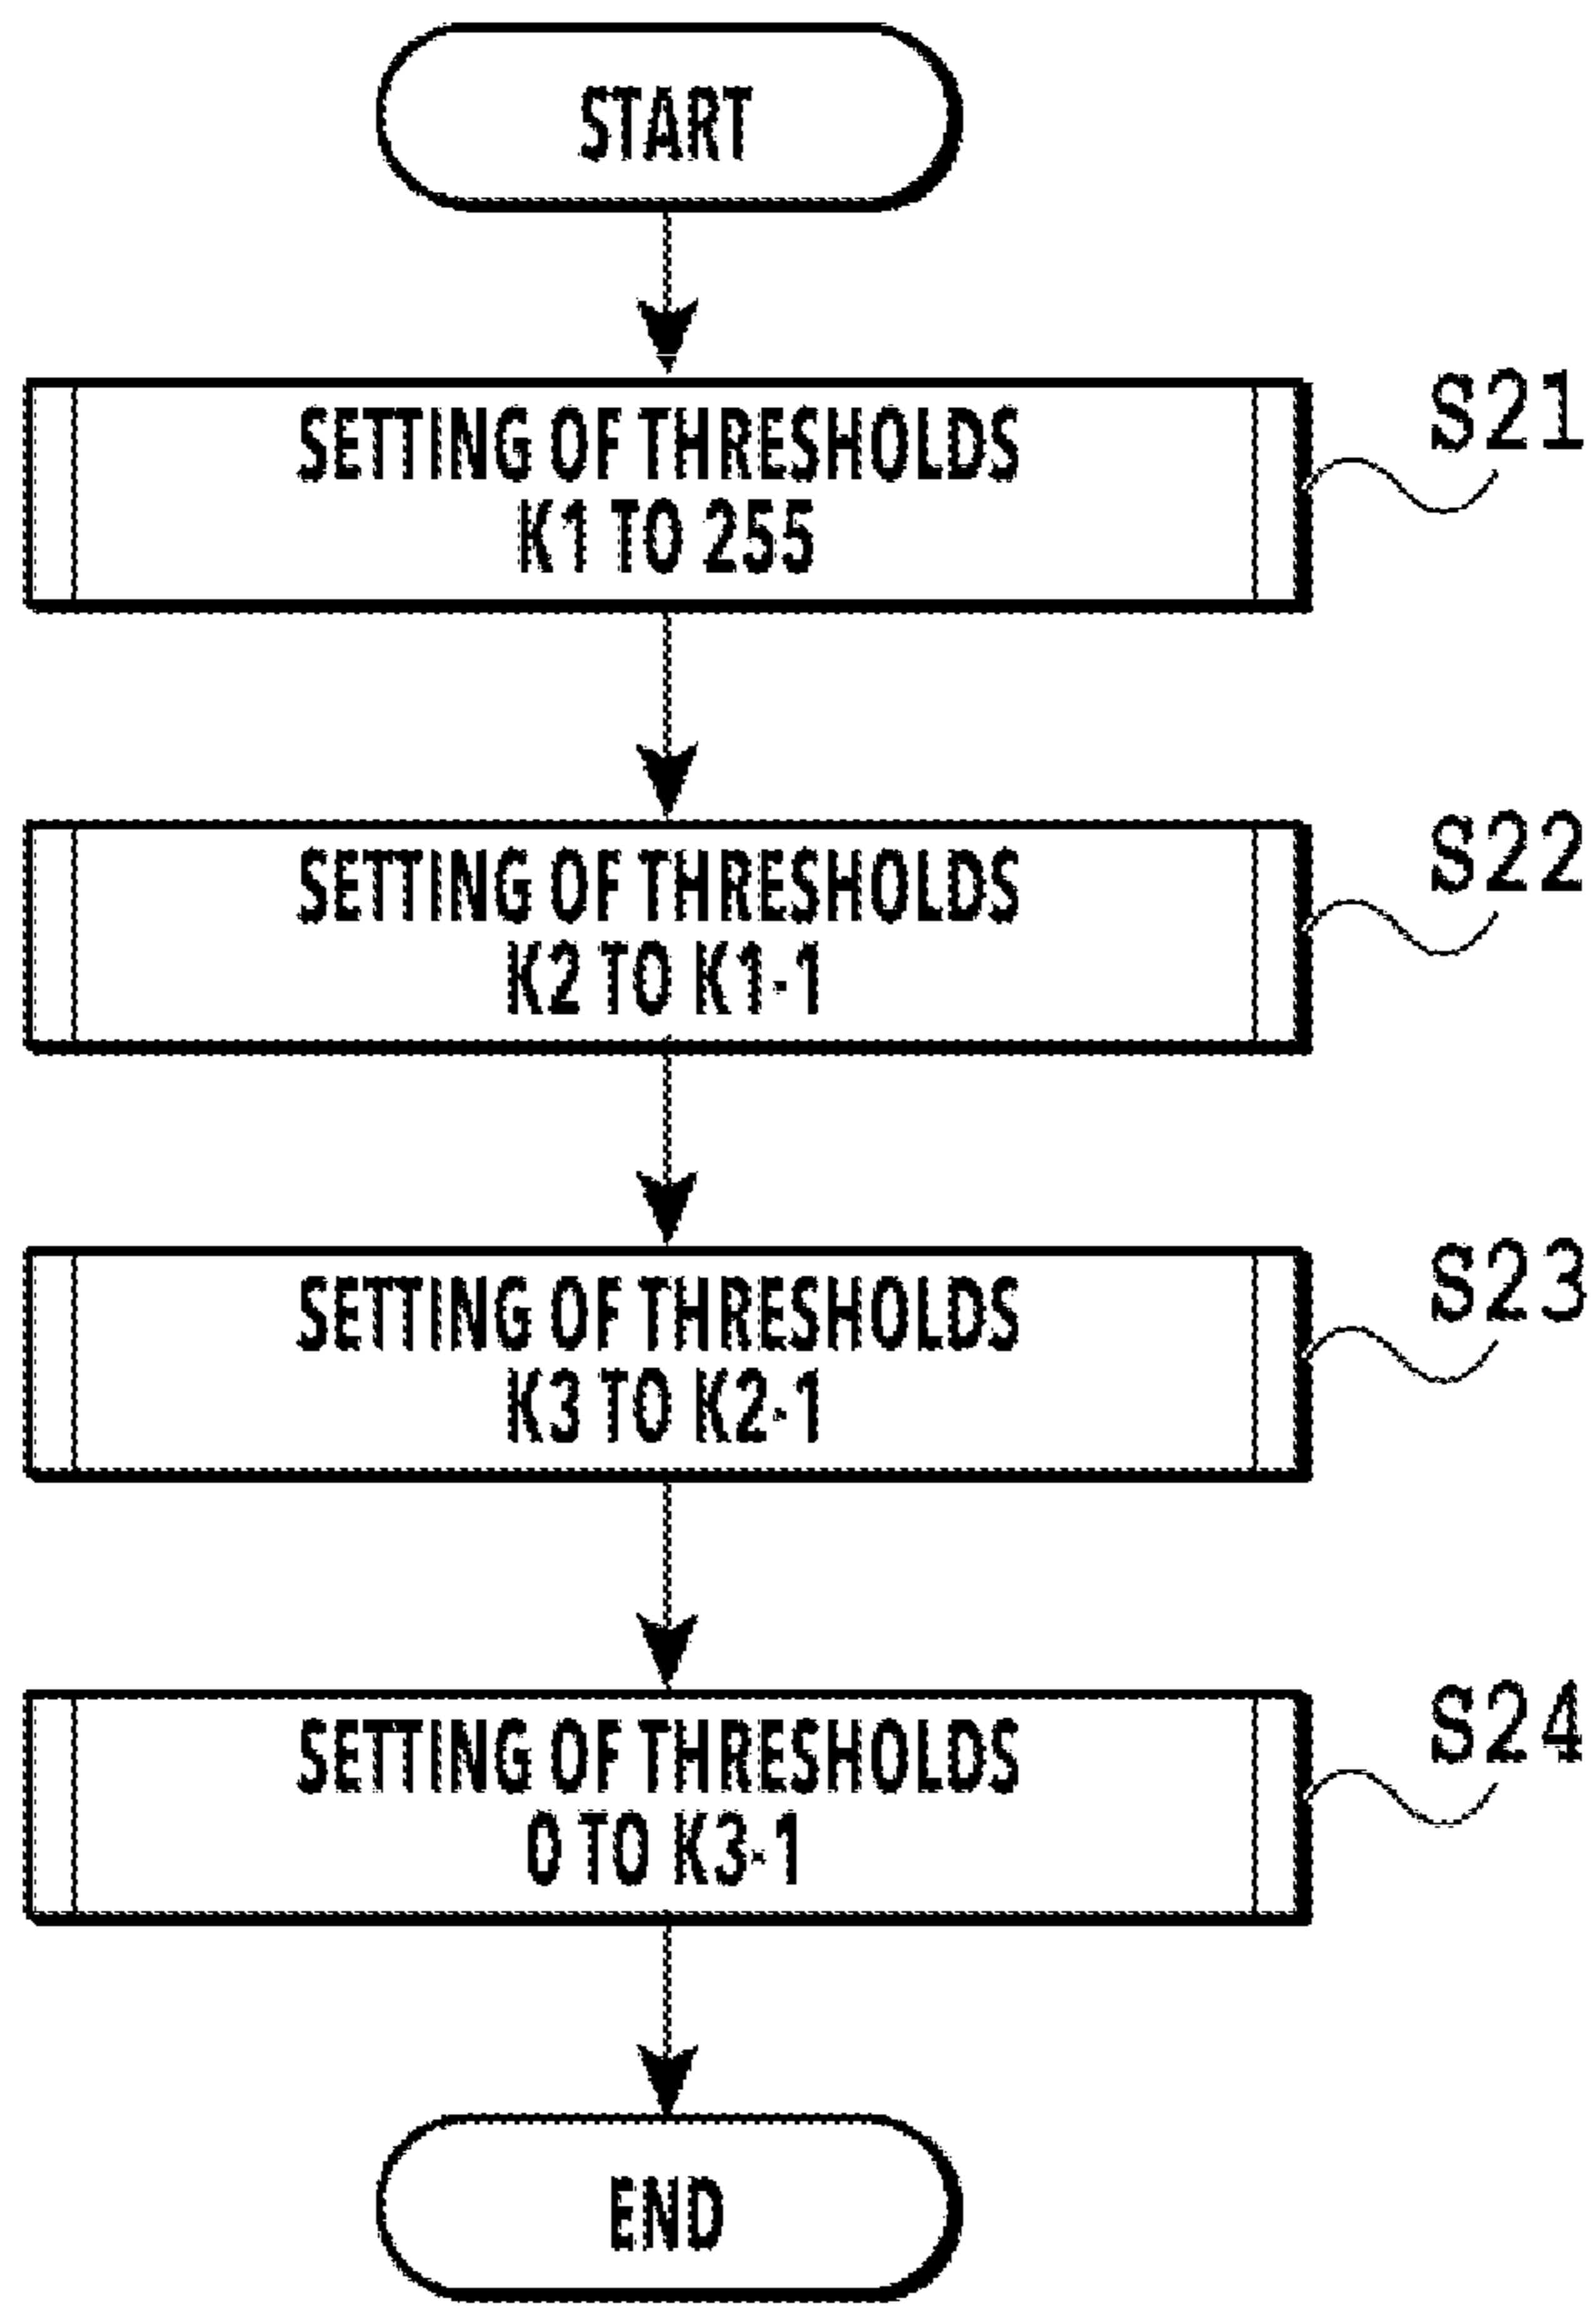 START
SETTING OF THRESHOLDS
K1 TO 255
S21
SETTING OF THRESHOLDS
K2 TO K1-1
S22
SETTING OF THRESHOLDS
K3 TO K2-1
S23
SETTING OF THRESHOLDS
0 TO K3-1
S24
END